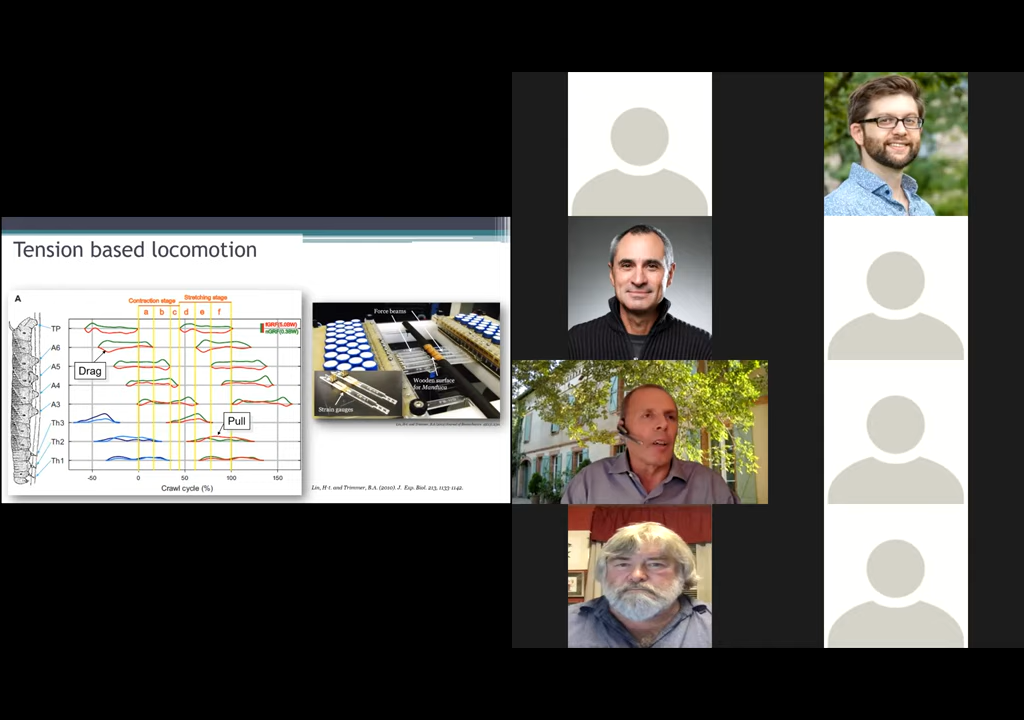 Tension based locomotion
A
Contraction stage
Stretching stage
a b c d e f
TP
A6
A5
A4
A3
Th3
Th2
Th1
Drag
Pull
-50 0 50 100 150
Crawl cycle (%)
Force beams
Wooden surface
for Manduca
Strain gauges
Lin, H-t. and Trimmer, B.A. (2010). J. Exp. Biol. 213, 1133-1142.